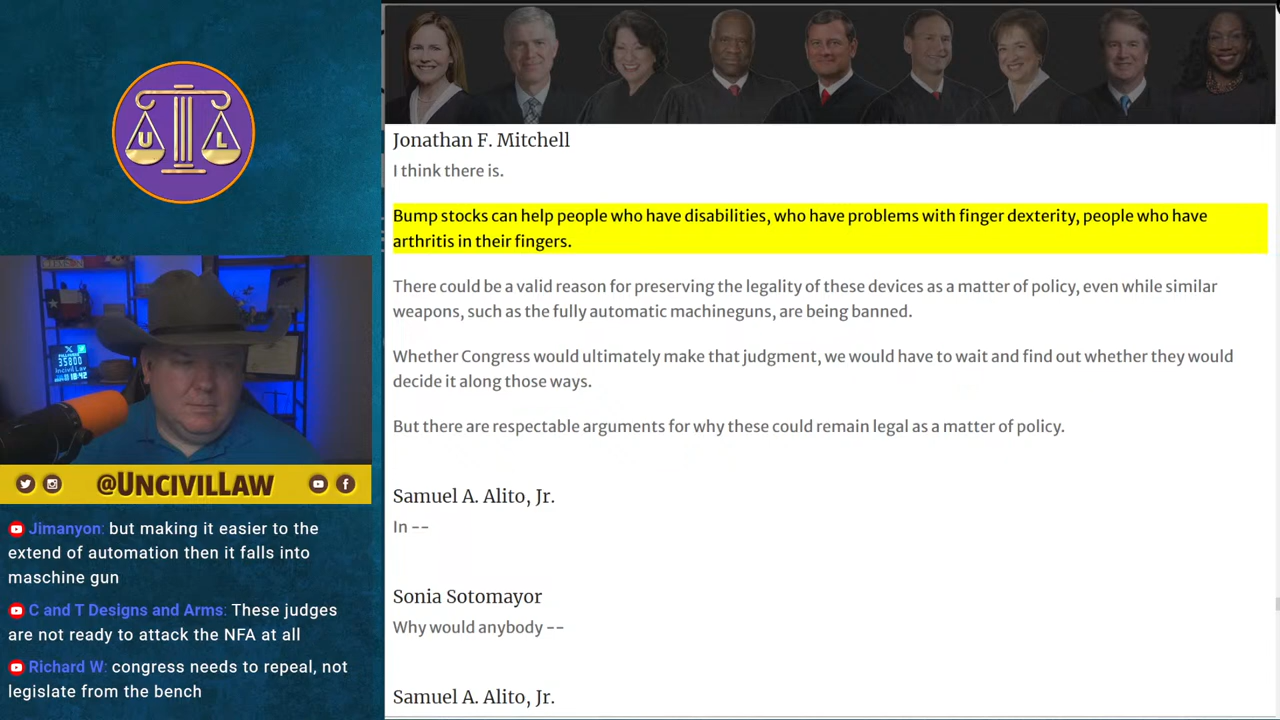 U L
@UNCIVILLAW
Jimanyon: but making it easier to the
extend of automation then it falls into
maschine gun
C and T Designs and Arms: These judges
are not ready to attack the NFA at all
Richard W: congress needs to repeal, not
legislate from the bench
Jonathan F. Mitchell
I think there is.
Bump stocks can help people who have disabilities, who have problems with finger dexterity, people who have
arthritis in their fingers.
There could be a valid reason for preserving the legality of these devices as a matter of policy, even while similar
weapons, such as the fully automatic machineguns, are being banned.
Whether Congress would ultimately make that judgment, we would have to wait and find out whether they would
decide it along those ways.
But there are respectable arguments for why these could remain legal as a matter of policy.
Samuel A. Alito, Jr.
In --
Sonia Sotomayor
Why would anybody --
Samuel A. Alito, Jr.